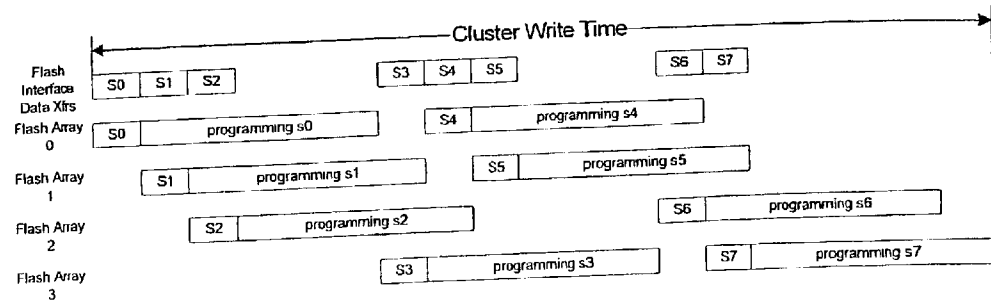 Cluster Write Time
Flash
Interface
Data Xfrs
S0 S1 S2 S3 S4 S5 S6 S7
Flash Array
0
S0 programming s0 S4 programming s4
Flash Array
1
S1 programming s1 S5 programming s5
Flash Array
2
S2 programming s2 S6 programming s6
Flash Array
3
S3 programming s3 S7 programming s7